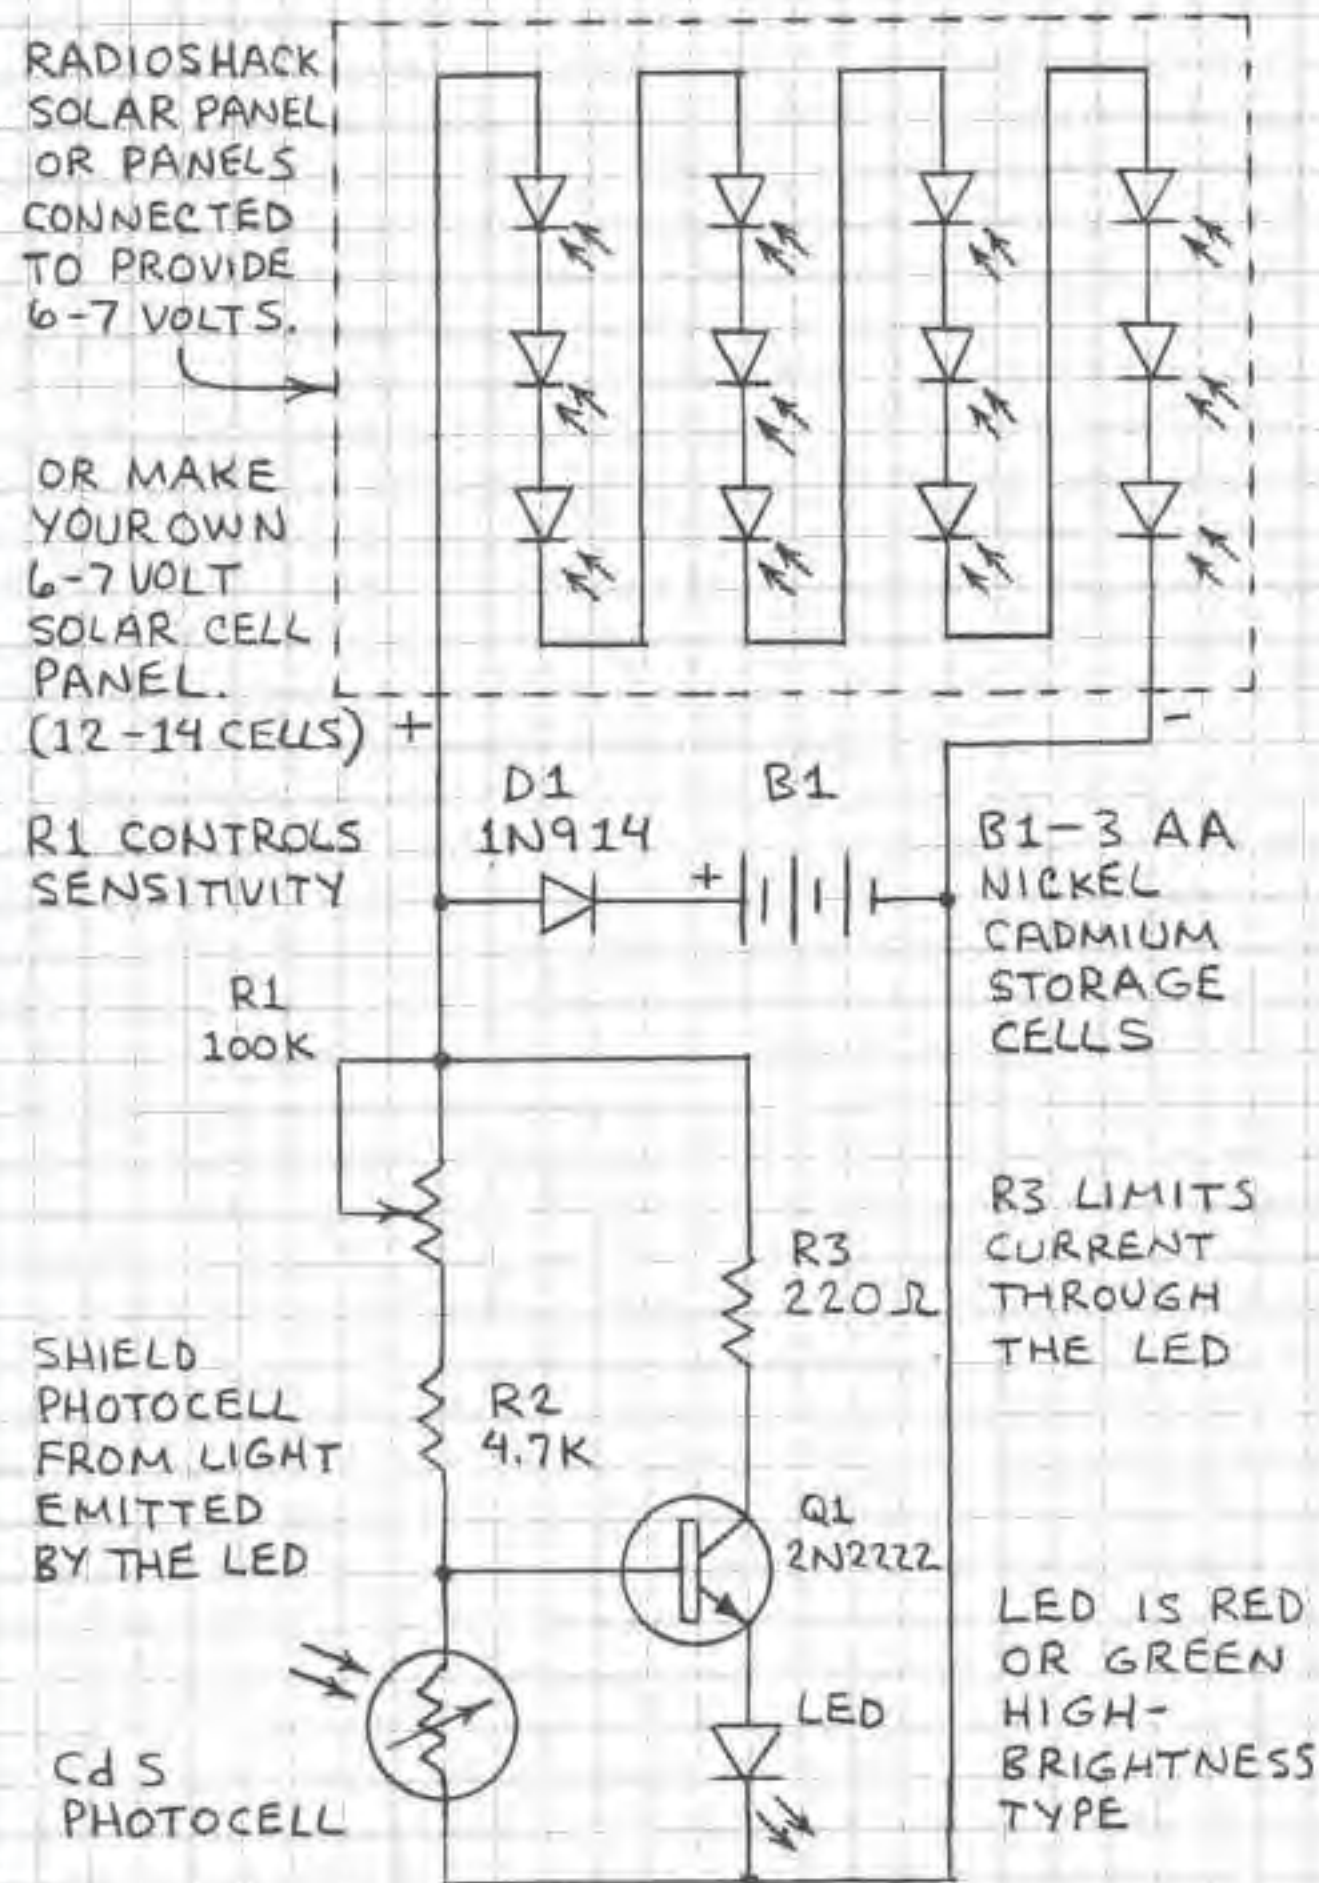 RADIOSHACK
SOLAR PANEL
OR PANELS
CONNECTED
TO PROVIDE
6-7 VOLTS.
OR MAKE
YOUR OWN
6-7 VOLT
SOLAR CELL
PANEL.
(12-14 CELLS) +
-
D1
1N914
B1
+
R1 CONTROLS
SENSITIVITY
B1-3 AA
NICKEL
CADMIUM
STORAGE
CELLS
R1
100K
R3
220Ω
R3 LIMITS
CURRENT
THROUGH
THE LED
SHIELD
PHOTOCELL
FROM LIGHT
EMITTED
BY THE LED
R2
4.7K
Q1
2N2222
LED
LED IS RED
OR GREEN
HIGH-
BRIGHTNESS
TYPE
CdS
PHOTOCELL